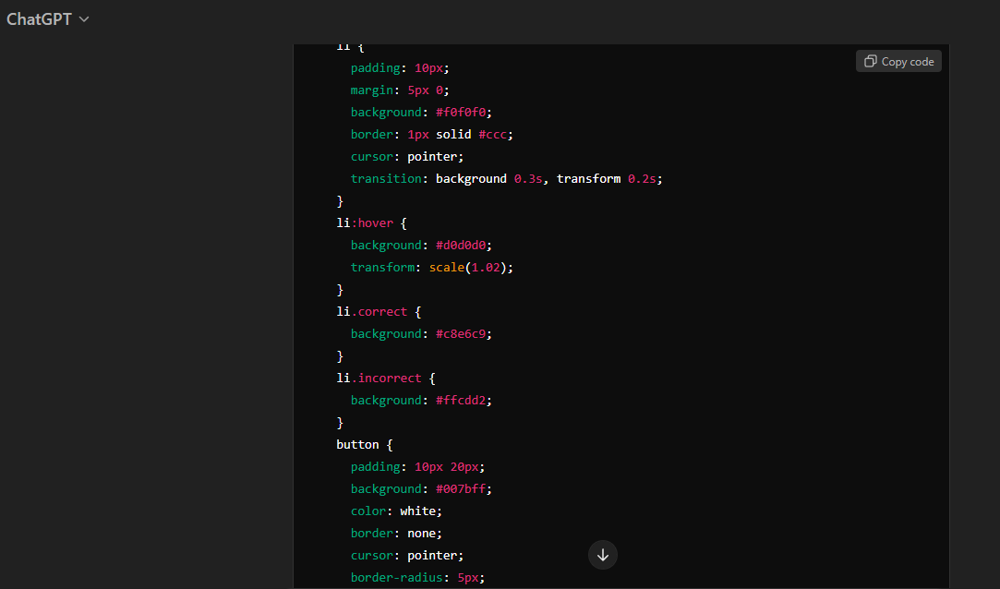 ChatGPT
li {
Copy code
padding: 10px;
margin: 5px 0;
background: #f0f0f0;
border: 1px solid #ccc;
cursor: pointer;
transition: background 0.3s, transform 0.2s;
}
li:hover {
background: #d0d0d0;
transform: scale(1.02);
}
li.correct {
background: #c8e6c9;
}
li.incorrect {
background: #ffcdd2;
}
button {
padding: 10px 20px;
background: #007bff;
color: white;
border: none;
cursor: pointer;
border-radius: 5px;